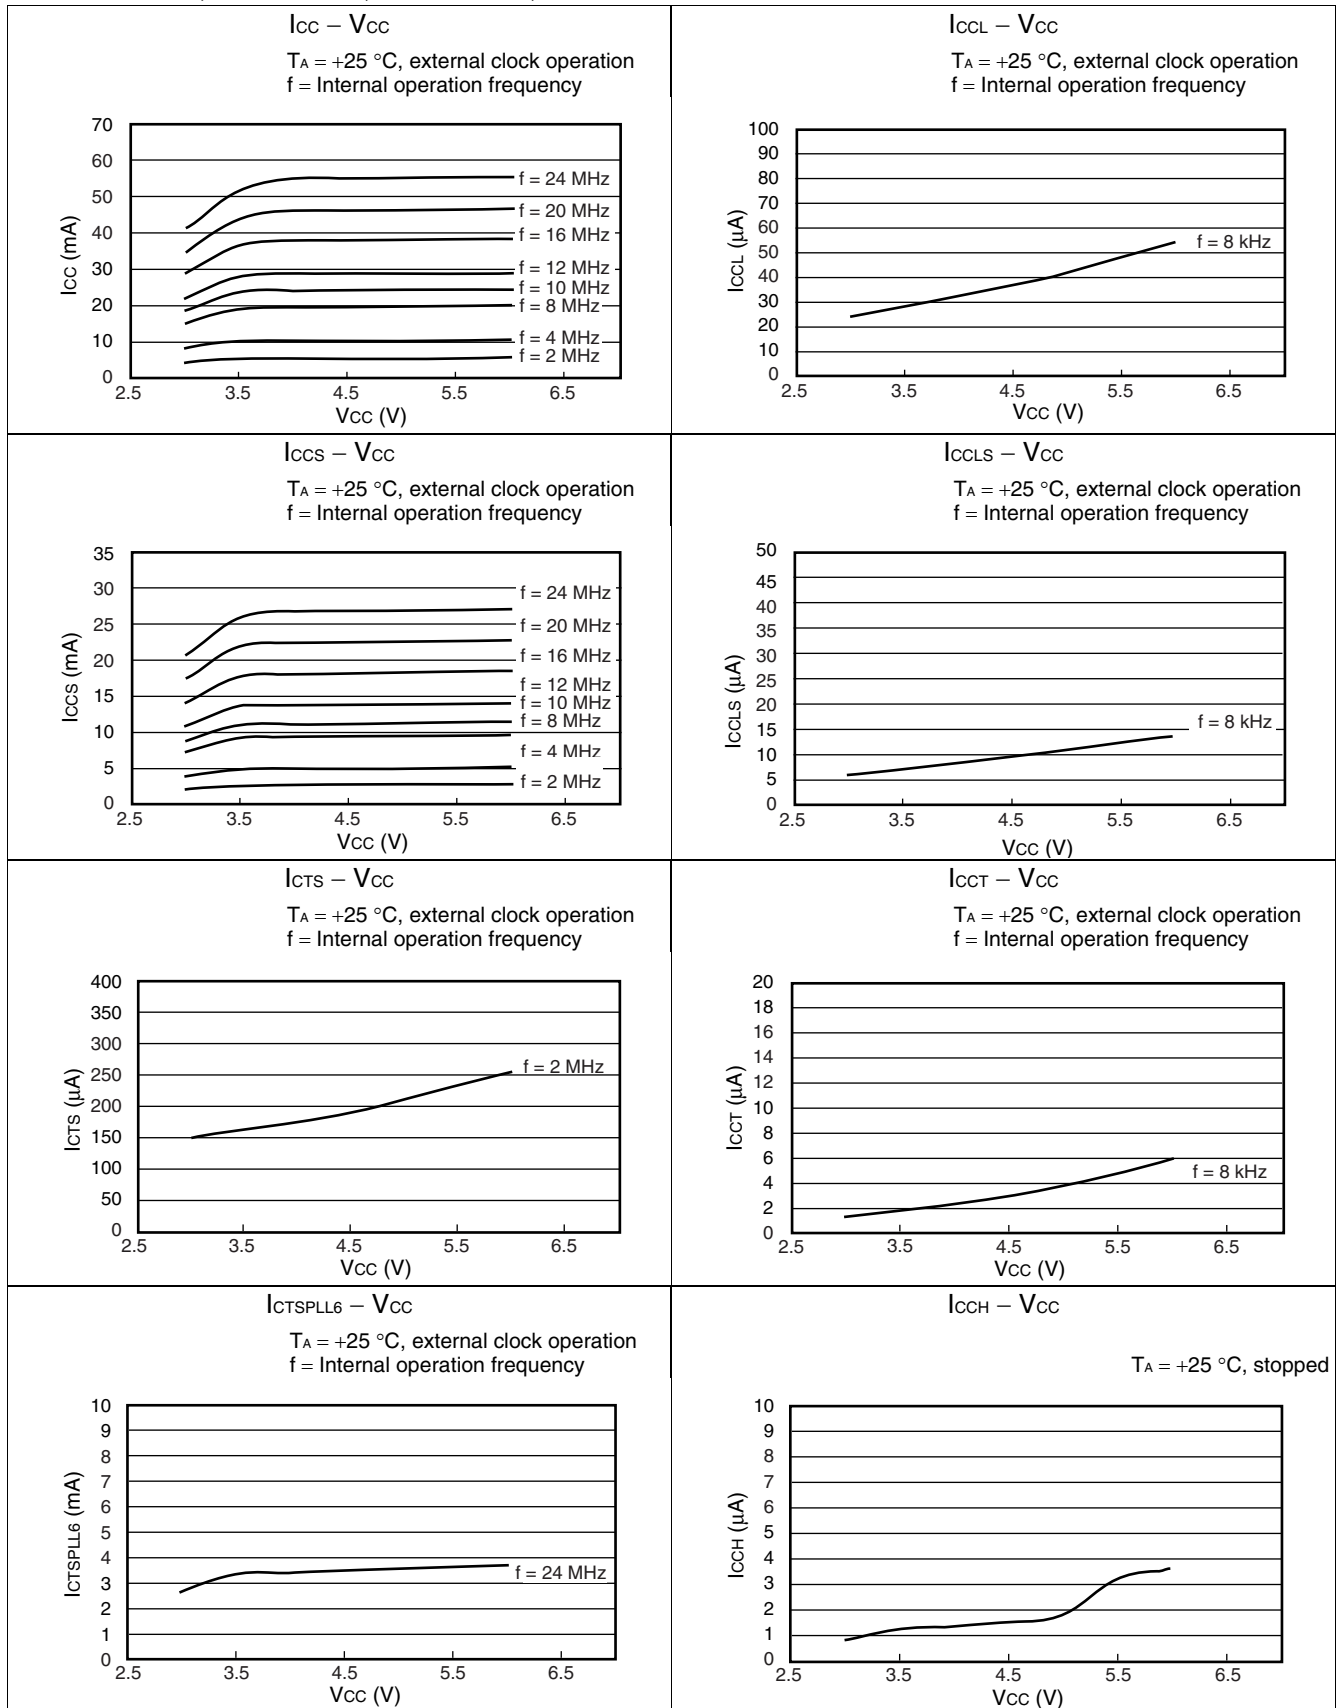 ICC – VCC
TA = +25 °C, external clock operation
f = Internal operation frequency
70
60
50
40
30
20
10
0
ICC (mA)
f = 24 MHz
f = 20 MHz
f = 16 MHz
f = 12 MHz
f = 10 MHz
f = 8 MHz
f = 4 MHz
f = 2 MHz
2.5 3.5 4.5 5.5 6.5
VCC (V)
ICCL – VCC
TA = +25 °C, external clock operation
f = Internal operation frequency
100
90
80
70
60
50
40
30
20
10
0
ICCL (µA)
f = 8 kHz
2.5 3.5 4.5 5.5 6.5
VCC (V)
ICCS – VCC
TA = +25 °C, external clock operation
f = Internal operation frequency
35
30
25
20
15
10
5
0
ICCS (mA)
f = 24 MHz
f = 20 MHz
f = 16 MHz
f = 12 MHz
f = 10 MHz
f = 8 MHz
f = 4 MHz
f = 2 MHz
2.5 3.5 4.5 5.5 6.5
VCC (V)
ICCLS – VCC
TA = +25 °C, external clock operation
f = Internal operation frequency
50
45
40
35
30
25
20
15
10
5
0
ICCLS (µA)
f = 8 kHz
2.5 3.5 4.5 5.5 6.5
VCC (V)
ICTS – VCC
TA = +25 °C, external clock operation
f = Internal operation frequency
400
350
300
250
200
150
100
50
0
ICTS (µA)
f = 2 MHz
2.5 3.5 4.5 5.5 6.5
VCC (V)
ICCT – VCC
TA = +25 °C, external clock operation
f = Internal operation frequency
20
18
16
14
12
10
8
6
4
2
0
ICCT (µA)
f = 8 kHz
2.5 3.5 4.5 5.5 6.5
VCC (V)
ICTSPLL6 – VCC
TA = +25 °C, external clock operation
f = Internal operation frequency
10
9
8
7
6
5
4
3
2
1
0
ICTSPLL6 (mA)
f = 24 MHz
2.5 3.5 4.5 5.5 6.5
VCC (V)
ICCH – VCC
TA = +25 °C, stopped
10
9
8
7
6
5
4
3
2
1
0
ICCH (µA)
2.5 3.5 4.5 5.5 6.5
VCC (V)